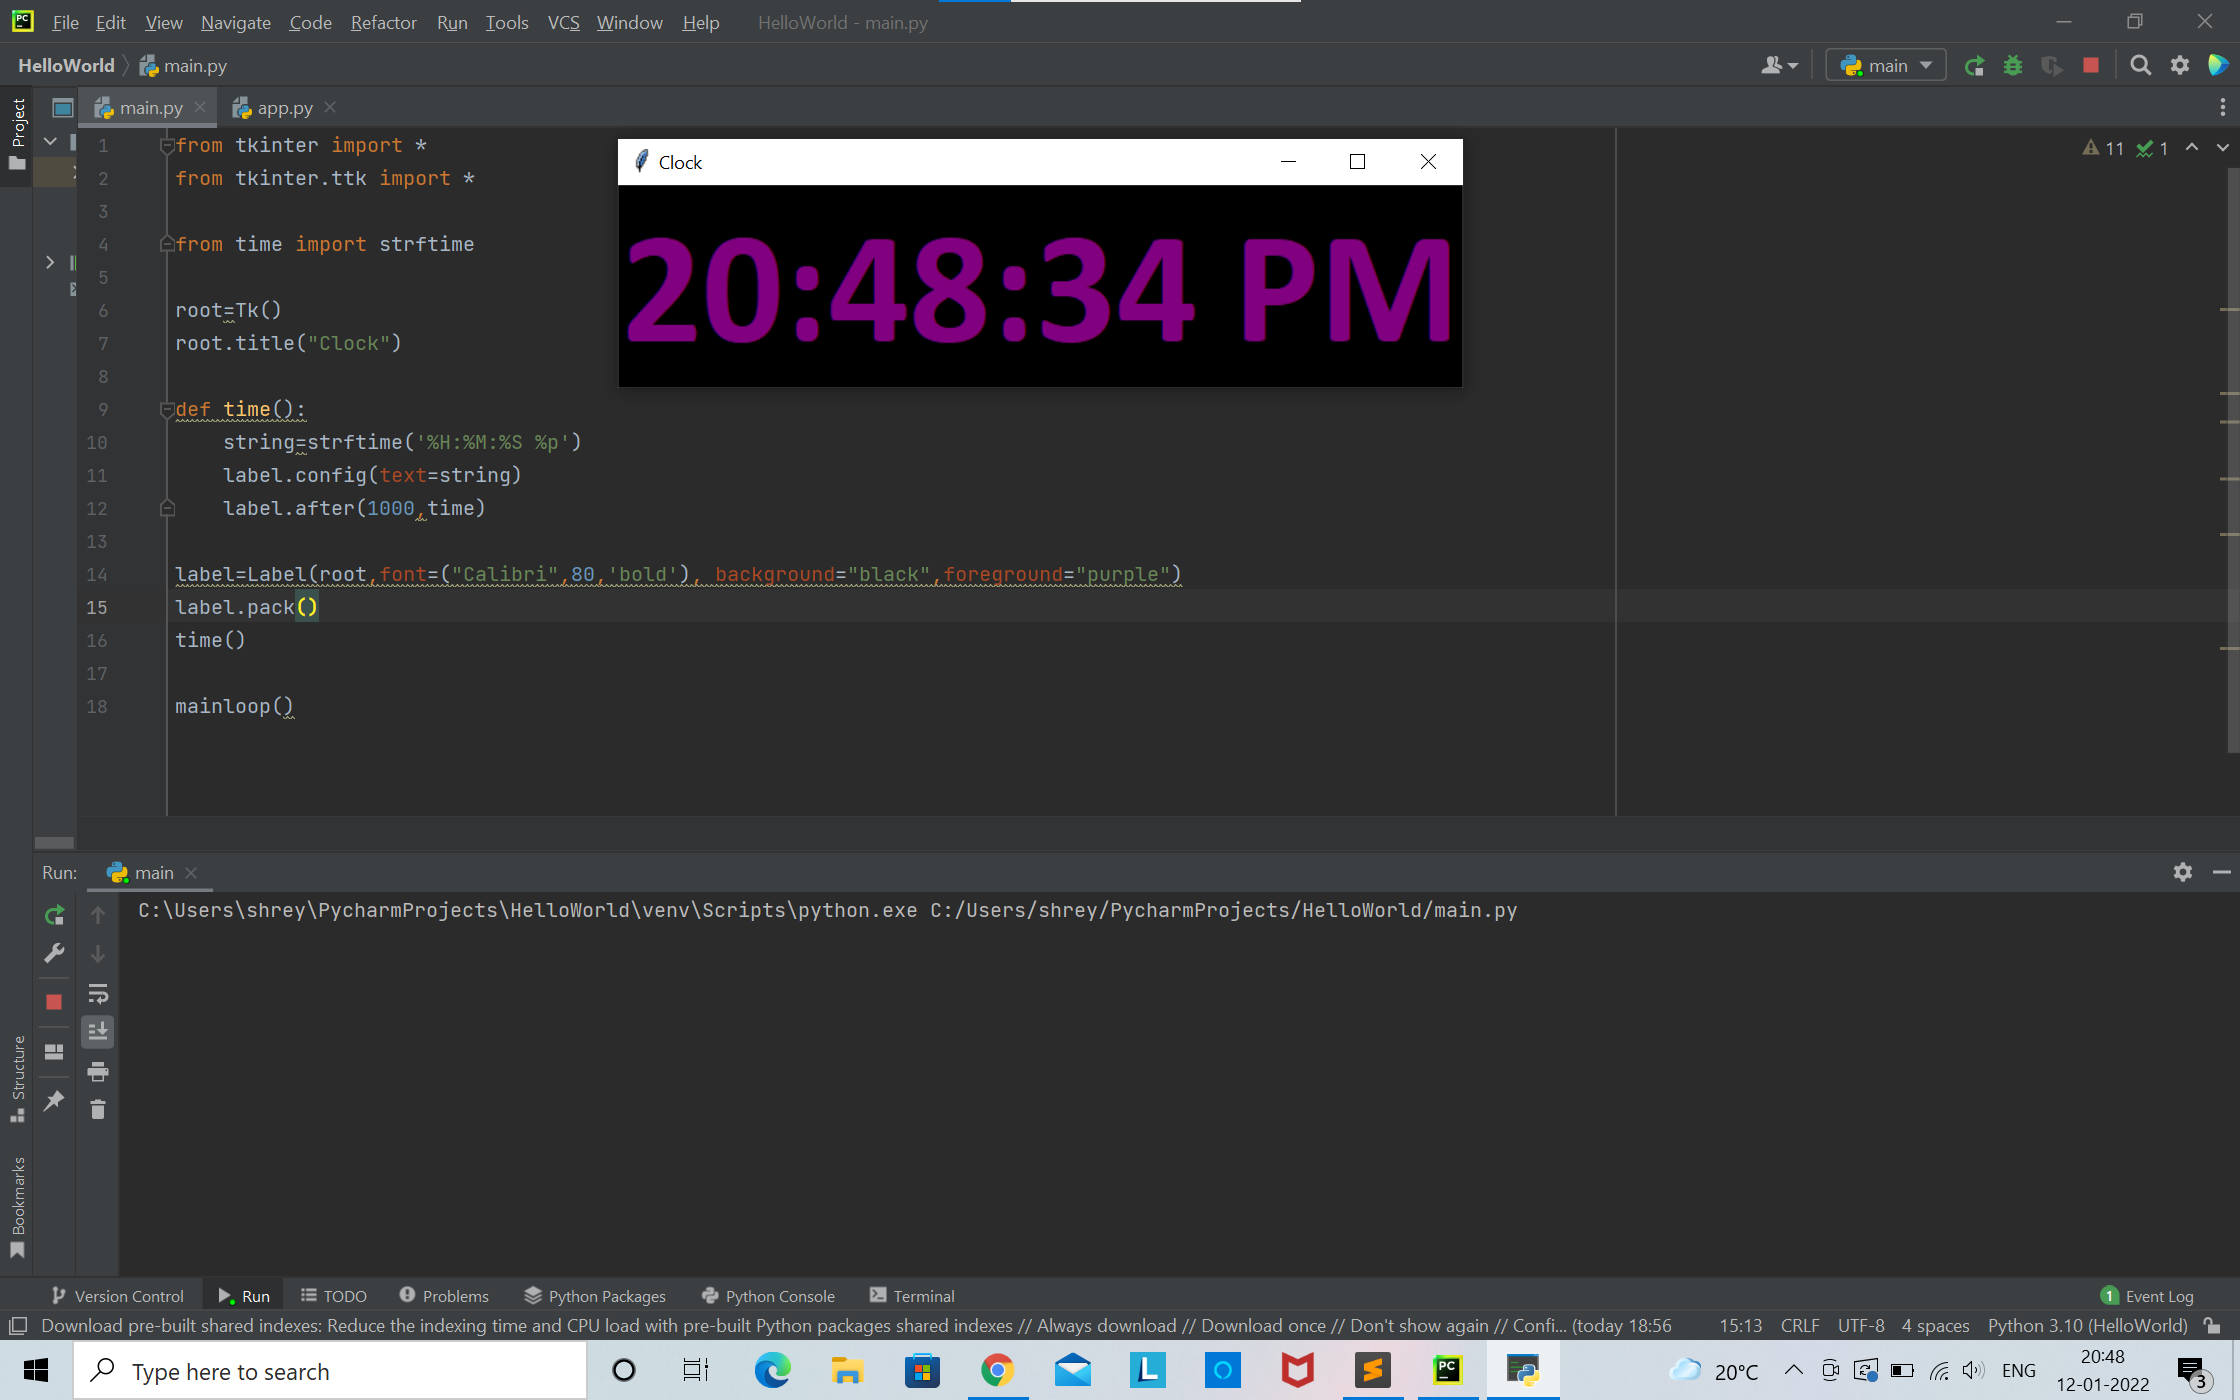 PC File Edit View Navigate Code Refactor Run Tools VCS Window Help HelloWorld - main.py
HelloWorld main.py main
Project main.py app.py
1 from tkinter import * 11 1
2 from tkinter.ttk import *
3
4 from time import strftime
5
6 root=Tk()
7 root.title("Clock")
8
9 def time():
10 string=strftime('%H:%M:%S %p')
11 label.config(text=string)
12 label.after(1000,time)
13
14 label=Label(root,font=("Calibri",80,'bold'), background="black",foreground="purple")
15 label.pack()
16 time()
17
18 mainloop()
Clock
20:48:34 PM
Run: main
C:\Users\shrey\PycharmProjects\HelloWorld\venv\Scripts\python.exe C:/Users/shrey/PycharmProjects/HelloWorld/main.py
Structure
Bookmarks
Version Control Run TODO Problems Python Packages Python Console Terminal 1 Event Log
Download pre-built shared indexes: Reduce the indexing time and CPU load with pre-built Python packages shared indexes // Always download // Download once // Don't show again // Confi... (today 18:56 15:13 CRLF UTF-8 4 spaces Python 3.10 (HelloWorld)
Type here to search L PC 20°C ENG 20:48
12-01-2022 3